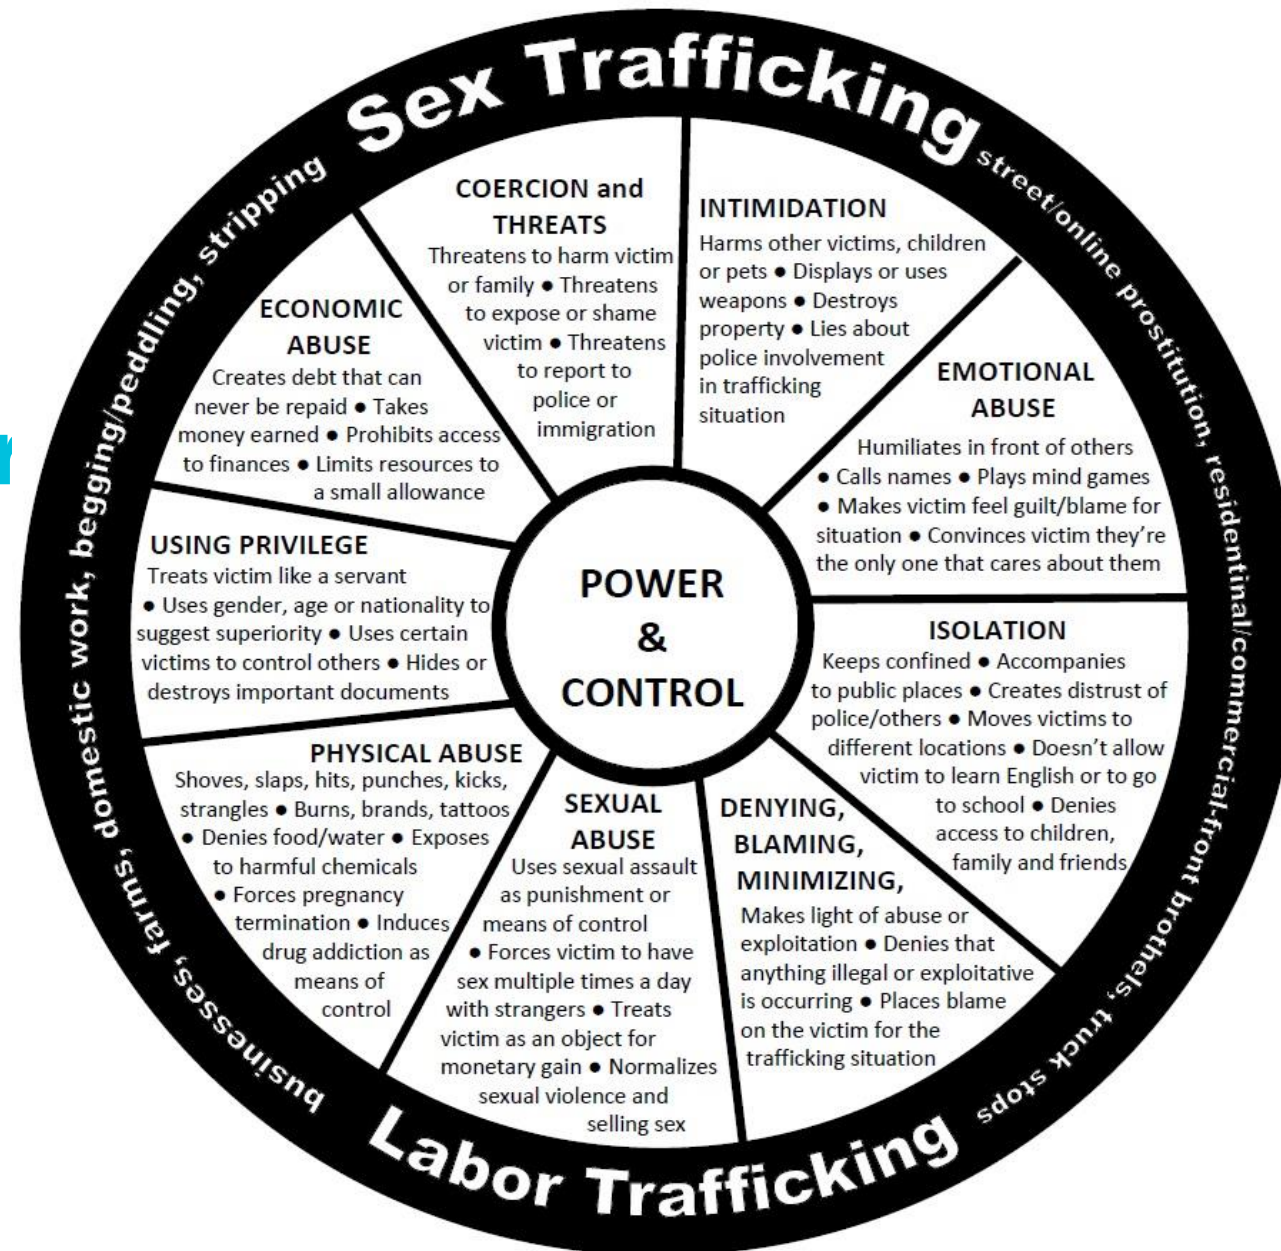 Sex Trafficking
street/online prostitution, residentinal/commercial-front brothels, truck stops
COERCION and
THREATS
Threatens to harm victim
or family ● Threatens
to expose or shame
victim ● Threatens
to report to
police or
immigration
INTIMIDATION
Harms other victims, children
or pets ● Displays or uses
weapons ● Destroys
property ● Lies about
police involvement
in trafficking
situation
EMOTIONAL
ABUSE
Humiliates in front of others
● Calls names ● Plays mind games
● Makes victim feel guilt/blame for
situation ● Convinces victim they're
the only one that cares about them
ISOLATION
Keeps confined ● Accompanies
to public places ● Creates distrust of
police/others ● Moves victims to
different locations ● Doesn't allow
victim to learn English or to go
to school ● Denies
access to children,
family and friends
DENYING,
BLAMING,
MINIMIZING,
Makes light of abuse or
exploitation ● Denies that
anything illegal or exploitative
is occurring ● Places blame
on the victim for the
trafficking situation
SEXUAL
ABUSE
Uses sexual assault
as punishment or
means of control
● Forces victim to have
sex multiple times a day
with strangers ● Treats
victim as an object for
monetary gain ● Normalizes
sexual violence and
selling sex
PHYSICAL ABUSE
Shoves, slaps, hits, punches, kicks,
strangles ● Burns, brands, tattoos
● Denies food/water ● Exposes
to harmful chemicals
● Forces pregnancy
termination ● Induces
drug addiction as
means of
control
USING PRIVILEGE
Treats victim like a servant
● Uses gender, age or nationality to
suggest superiority ● Uses certain
victims to control others ● Hides or
destroys important documents
ECONOMIC
ABUSE
Creates debt that can
never be repaid ● Takes
money earned ● Prohibits access
to finances ● Limits resources to
a small allowance
POWER
&
CONTROL
Labor Trafficking
businesses, farms, domestic work, begging/peddling, stripping